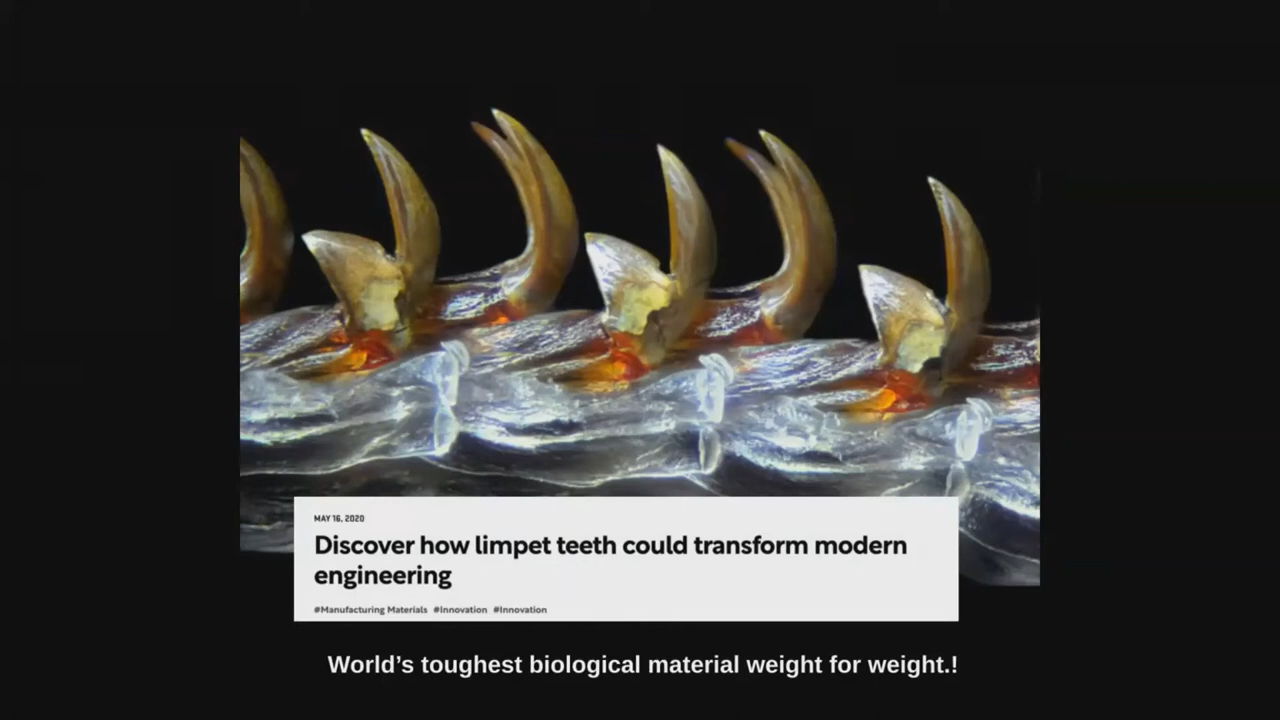 MAY 16, 2020
Discover how limpet teeth could transform modern
engineering
#Manufacturing Materials #Innovation #Innovation
World’s toughest biological material weight for weight.!